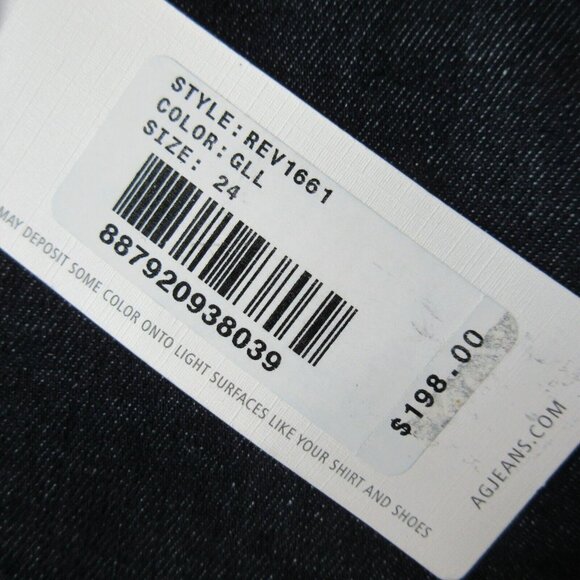 STYLE: REV1661
COLOR: GLL
SIZE: 24
887920938039
$198.00
MAY DEPOSIT SOME COLOR ONTO LIGHT SURFACES LIKE YOUR SHIRT AND SHOES
AGJEANS.COM